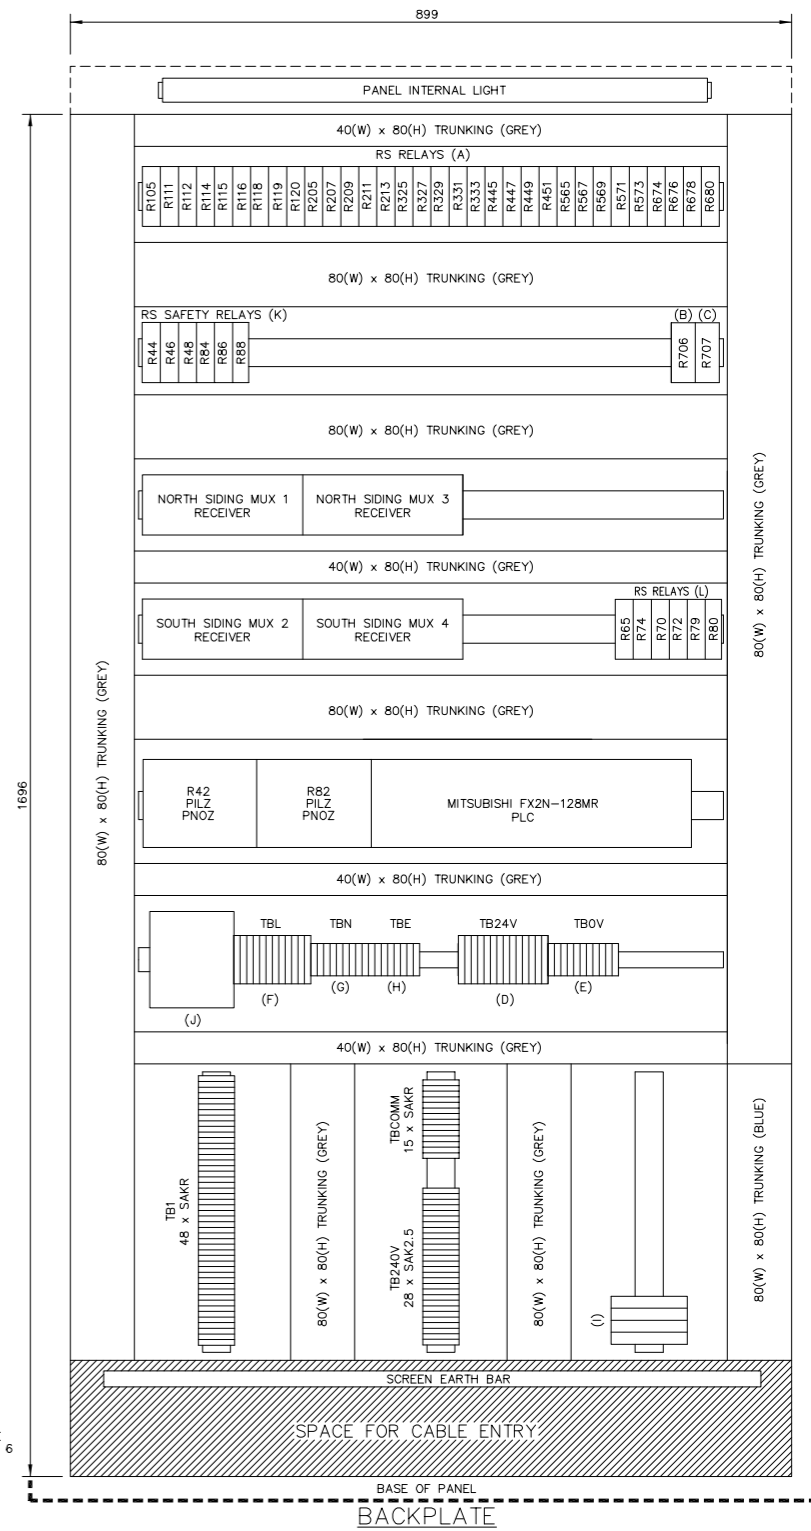 899
PANEL INTERNAL LIGHT
40(W) x 80(H) TRUNKING (GREY)
RS RELAYS (A)
R105 R111 R112 R114 R115 R116 R118 R119 R120 R205 R207 R209 R211 R213 R325 R327 R329 R331 R333 R445 R447 R449 R451 R565 R567 R569 R571 R573 R674 R676 R678 R680
80(W) x 80(H) TRUNKING (GREY)
RS SAFETY RELAYS (K)
(B) (C)
R44 R46 R48 R84 R86 R88
R706 R707
80(W) x 80(H) TRUNKING (GREY)
80(W) x 80(H) TRUNKING (GREY)
NORTH SIDING MUX 1
RECEIVER
NORTH SIDING MUX 3
RECEIVER
40(W) x 80(H) TRUNKING (GREY)
RS RELAYS (L)
SOUTH SIDING MUX 2
RECEIVER
SOUTH SIDING MUX 4
RECEIVER
R65 R74 R70 R72 R79 R80
80(W) x 80(H) TRUNKING (GREY)
80(W) x 80(H) TRUNKING (GREY)
1696
R42
PILZ
PNOZ
R82
PILZ
PNOZ
MITSUBISHI FX2N-128MR
PLC
40(W) x 80(H) TRUNKING (GREY)
TBL
TBN
TBE
TB24V
TB0V
(J)
(F)
(G)
(H)
(D)
(E)
40(W) x 80(H) TRUNKING (GREY)
TB1
48 x SAKR
80(W) x 80(H) TRUNKING (GREY)
TBCOMM
15 x SAKR
TB240V
28 x SAK2.5
80(W) x 80(H) TRUNKING (GREY)
(I)
80(W) x 80(H) TRUNKING (BLUE)
SCREEN EARTH BAR
SPACE FOR CABLE ENTRY
6
BASE OF PANEL
BACKPLATE